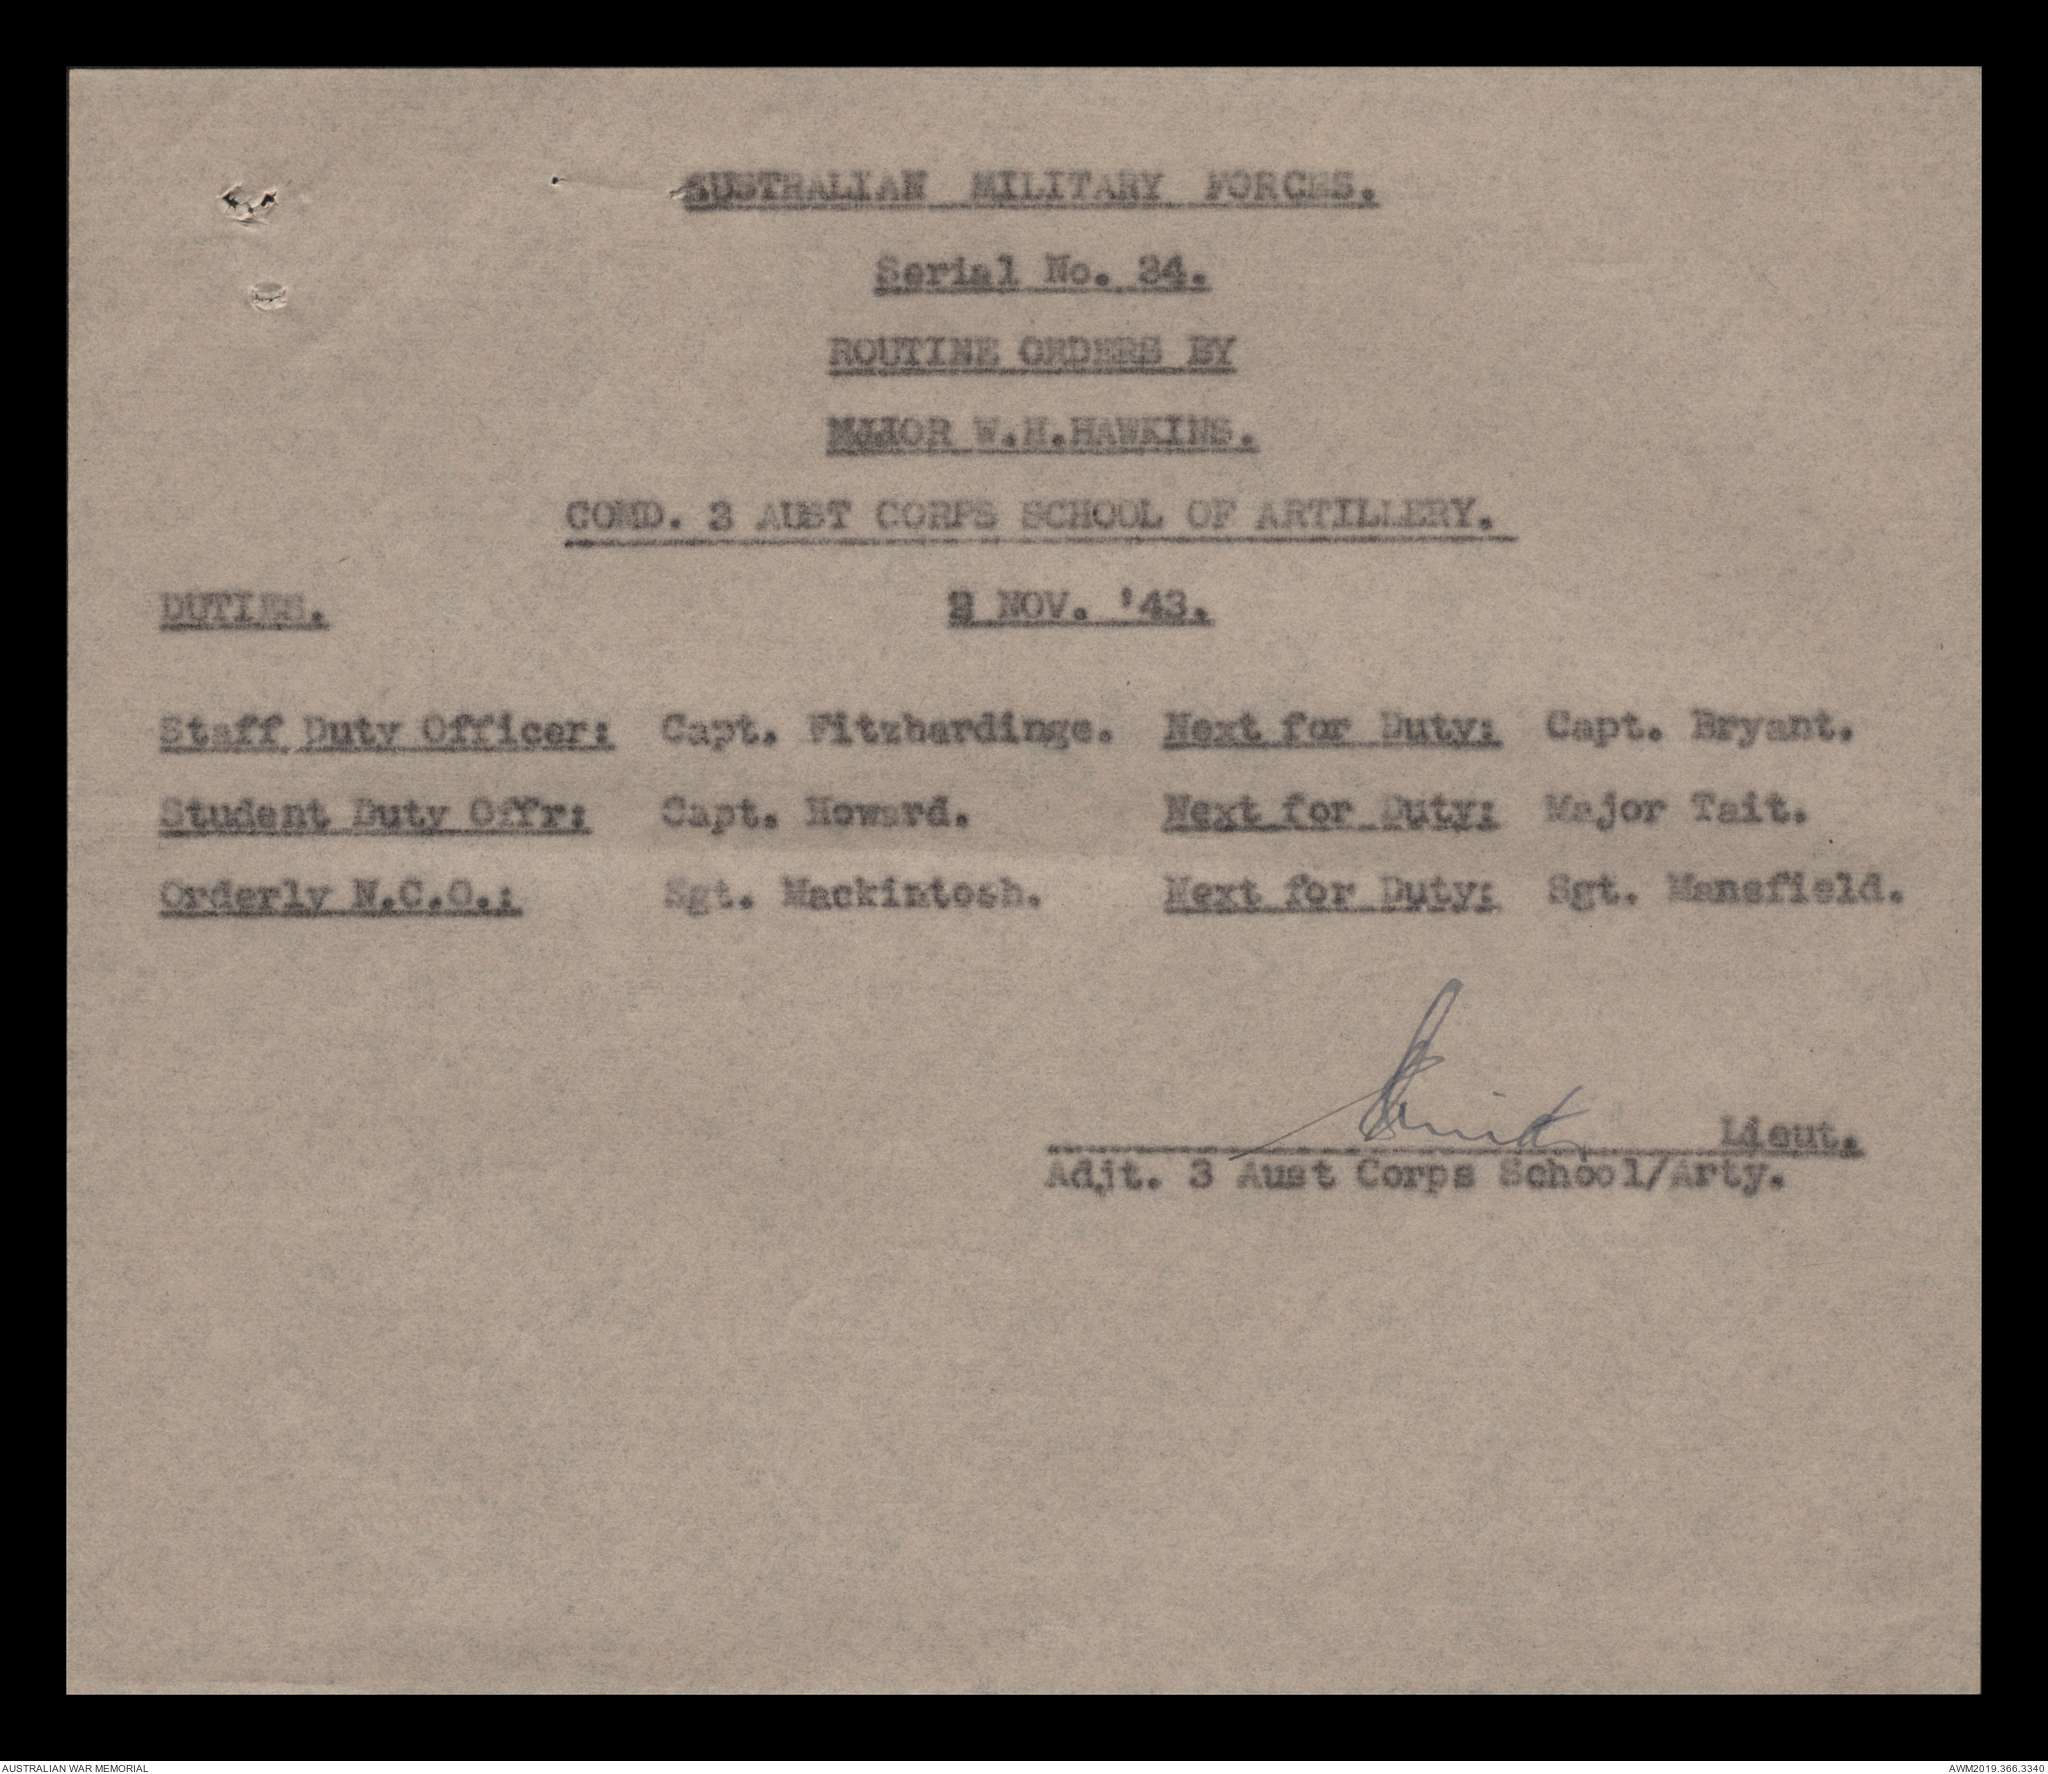 AUSTRALIAN MILITARY FORCES.
Serial No. 34.
ROUTINE ORDERS BY
MAJOR W.H.HAWKINS.
COMD. 3 AUST CORPS SCHOOL OF ARTILLERY.
DUTIES. NOV. '43.
Staff Duty Officer: Capt. Fitzhardinge. Next for Duty: Capt. Bryant.
Student Duty Offr: Capt. Howard. Next for Duty: Major Tait.
Orderly N.C.O.: Sgt. Mackintosh. Next for Duty: Sgt. Mansfield.
Lieut.
Adjt. 3 Aust Corps School/Arty.
AUSTRALIAN WAR MEMORIAL AWM2019.366.3340